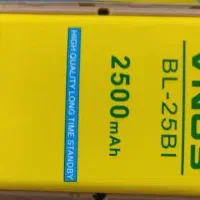 BL-25BI
2500mAh
HIGH QUALITY LONG TIME STANDBY